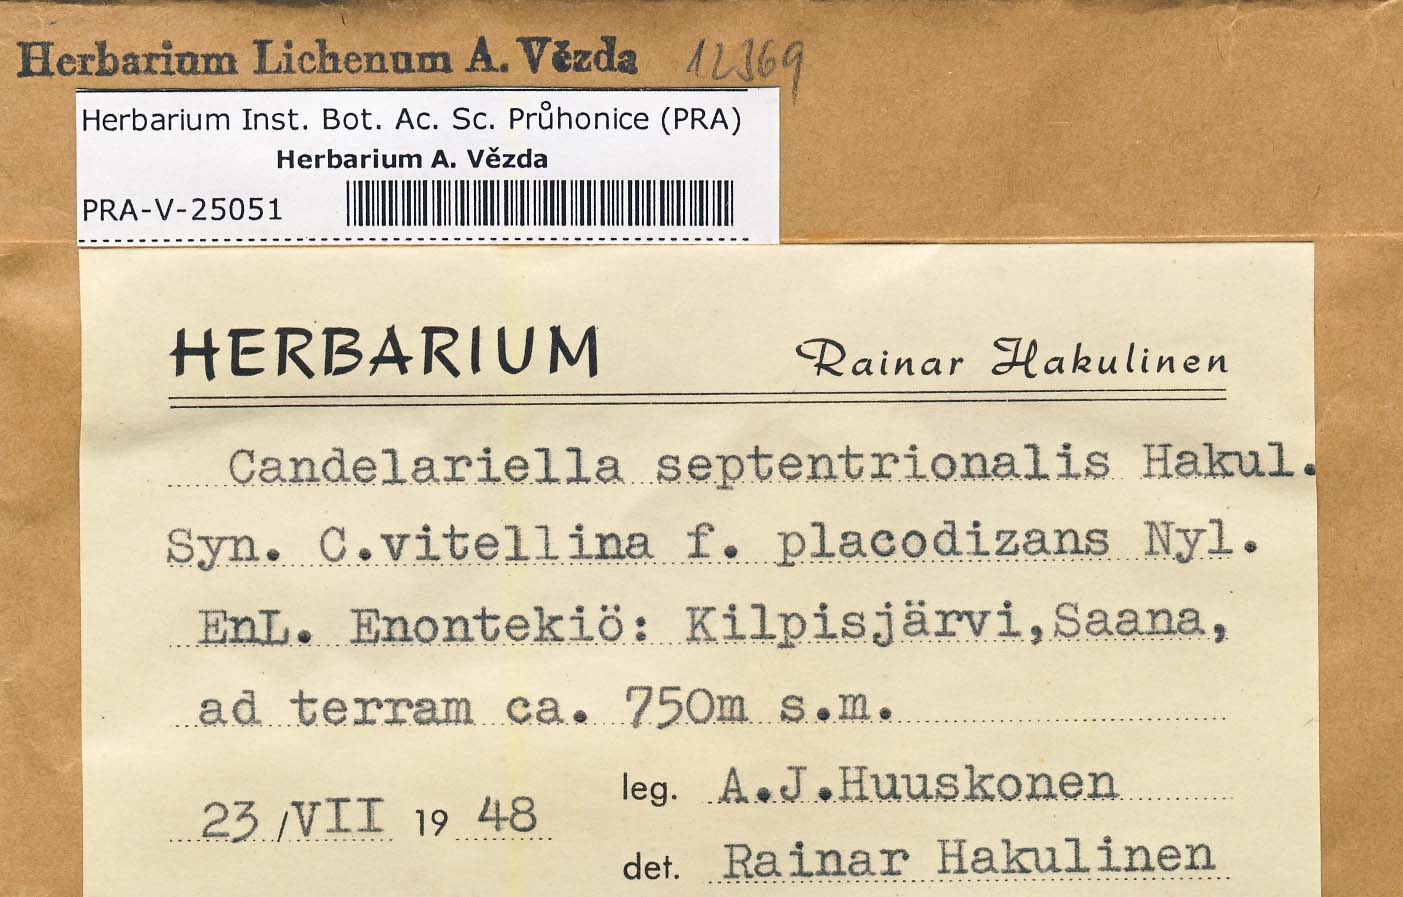 Herbarium Lichenum A. Vězda 12369
Herbarium Inst. Bot. Ac. Sc. Průhonice (PRA)
Herbarium A. Vězda
PRA-V-25051
HERBARIUM Rainar Hakulinen
Candelariella septentrionalis Hakul.
Syn. C.vitellina f. placodizans Nyl.
EnL. Enontekiö: Kilpisjärvi,Saana,
ad terram ca. 750m s.m.
leg. A.J.Huuskonen
23 /VII 19 48
det. Rainar Hakulinen